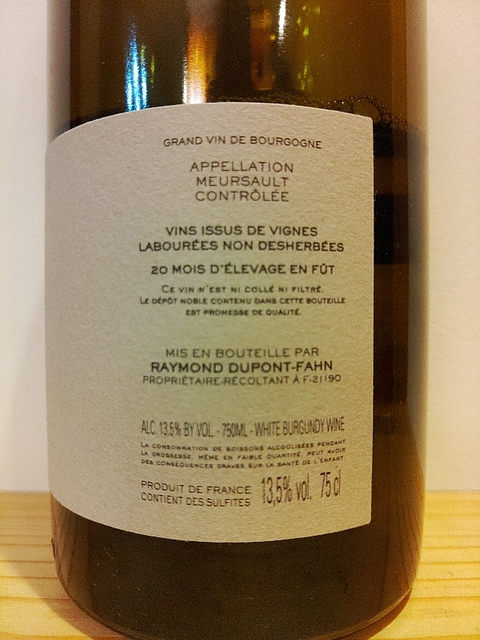 GRAND VIN DE BOURGOGNE
APPELLATION
MEURSAULT
CONTRÔLÉE
VINS ISSUS DE VIGNES
LABOURÉES NON DESHERBÉES
20 MOIS D'ÉLEVAGE EN FÛT
CE VIN N'EST NI COLLÉ NI FILTRÉ.
LE DÉPÔT NOBLE CONTENU DANS CETTE BOUTEILLE
EST PROMESSE DE QUALITÉ.
MIS EN BOUTEILLE PAR
RAYMOND DUPONT-FAHN
PROPRIÉTAIRE-RÉCOLTANT À F-21190
ALC. 13,5% BY VOL. - 750ML - WHITE BURGUNDY WINE
LA CONSOMMATION DE BOISSONS ALCOOLISÉES PENDANT
LA GROSSESSE, MÊME EN FAIBLE QUANTITÉ, PEUT AVOIR
DES CONSÉQUENCES GRAVES SUR LA SANTÉ DE L'ENFANT.
PRODUIT DE FRANCE
CONTIENT DES SULFITES
13,5% vol. 75 cl